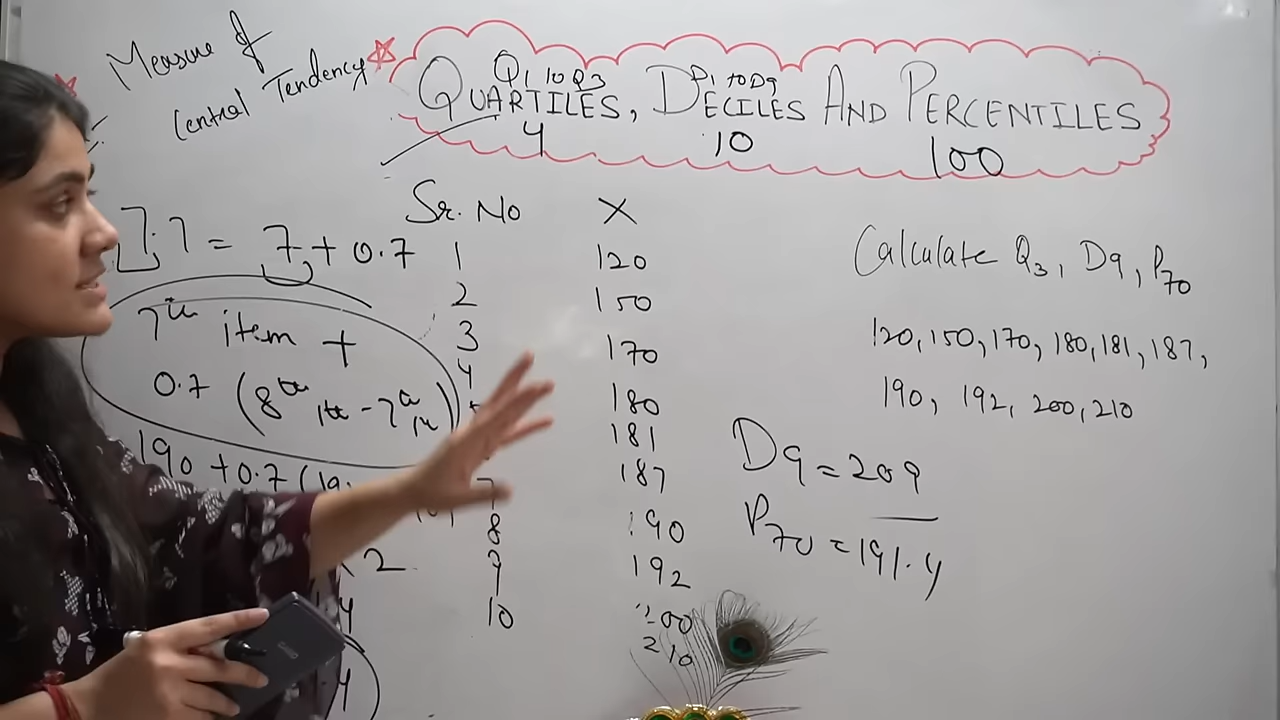 Measure of
Central Tendency
Q1 to Q3 D1 to D9
QUARTILES, DECILES AND PERCENTILES
4 10 100
Sr. No X
7.7 = 7 + 0.7
7th item +
0.7 (8th - 7th
190 + 0.7 (19
2
1 120
2 150
3 170
4 180
181
187
7 190
8 192
9 200
10 210
Calculate Q3, D9, P70
120, 150, 170, 180, 181, 187,
190, 192, 200, 210
D9 = 209
P70 = 191.4